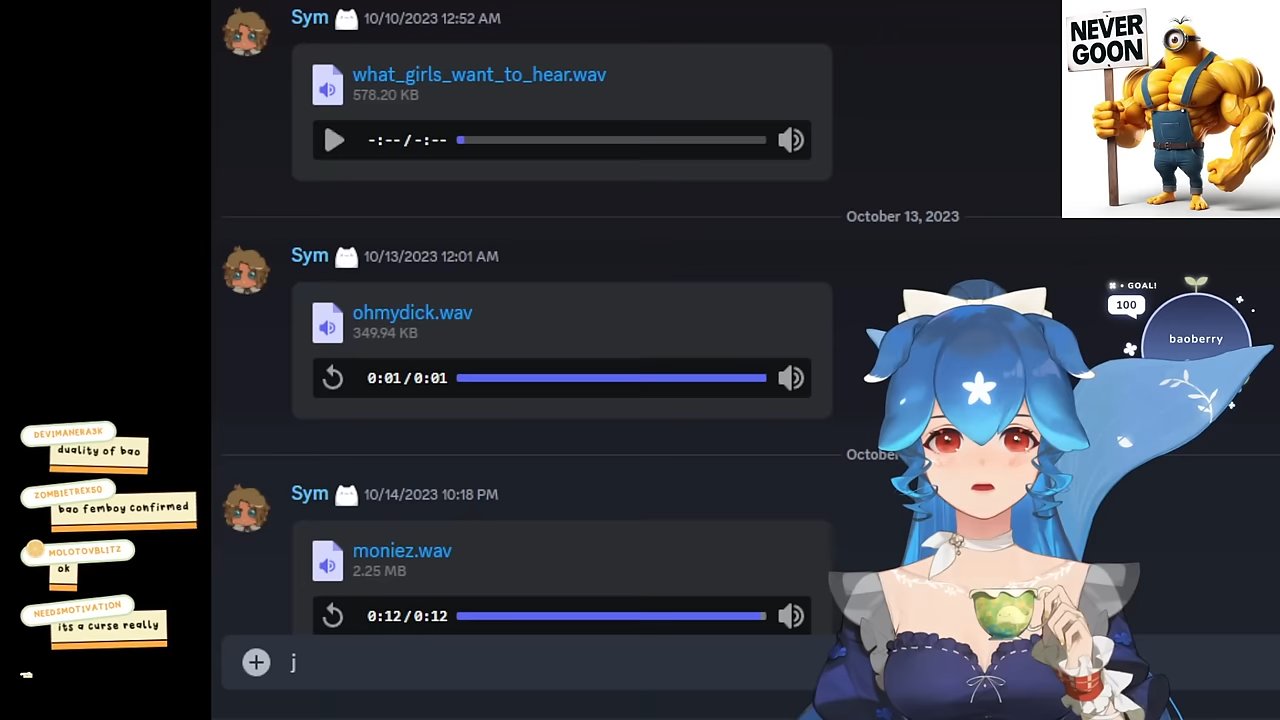 Sym 10/10/2023 12:52 AM
what_girls_want_to_hear.wav
578.20 KB
-:-- / -:--
October 13, 2023
Sym 10/13/2023 12:01 AM
ohmydick.wav
349.94 KB
0:01 / 0:01
October
Sym 10/14/2023 10:18 PM
moniez.wav
2.25 MB
0:12 / 0:12
j
NEVER
GOON
• GOAL!
100
baoberry
DEV1MANERA3K
duality of bao
ZOMBIETREX50
bao femboy confirmed
MOLOTOVBLITZ
ok
NEEDSMOTIVATION
its a curse really